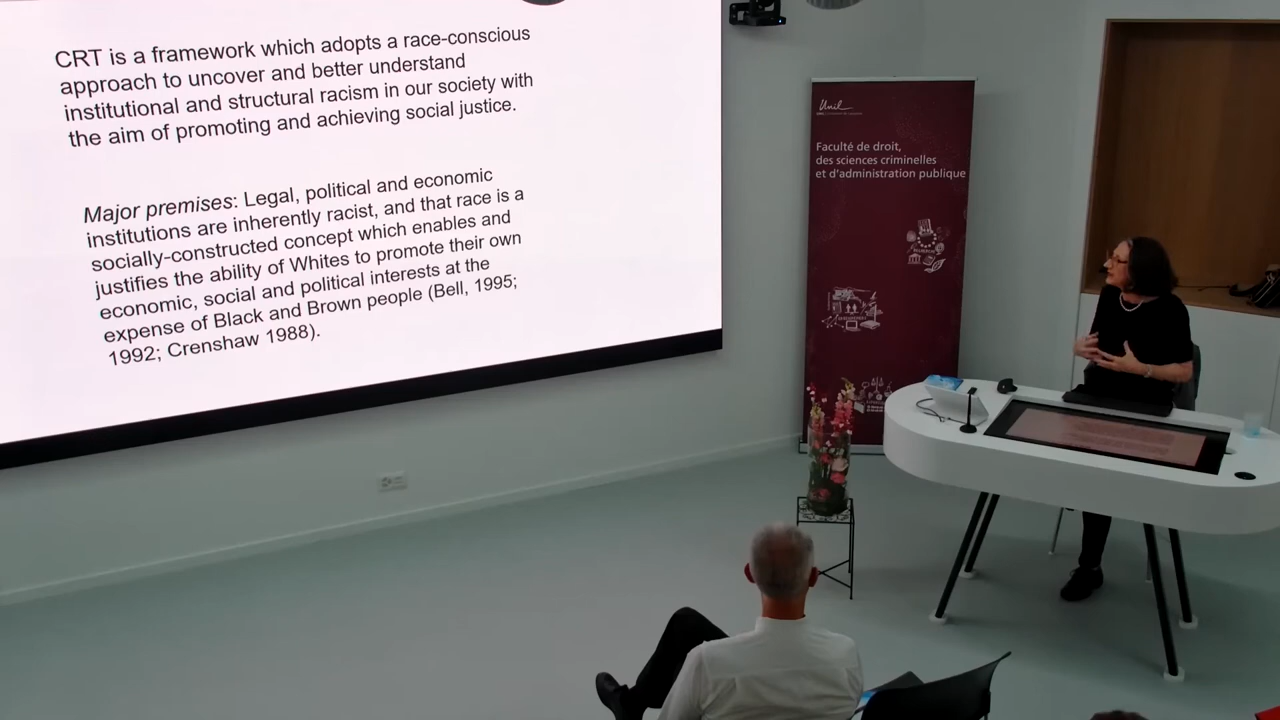 CRT is a framework which adopts a race-conscious
approach to uncover and better understand
institutional and structural racism in our society with
the aim of promoting and achieving social justice.
Major premises: Legal, political and economic
institutions are inherently racist, and that race is a
socially-constructed concept which enables and
justifies the ability of Whites to promote their own
economic, social and political interests at the
expense of Black and Brown people (Bell, 1995;
1992; Crenshaw 1988).
Unil
Faculté de droit,
des sciences criminelles
et d'administration publique